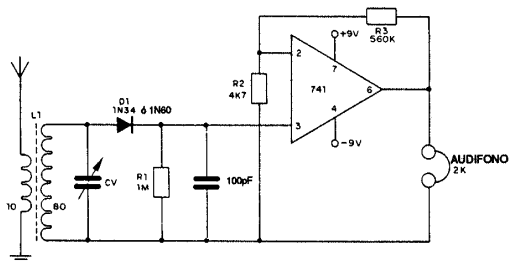 L1
10
80
CV
D1
1N34 ó 1N60
R1
1M
100pF
R2
4K7
R3
560K
+9V
2
7
741
6
3
4
-9V
AUDIFONO
2K